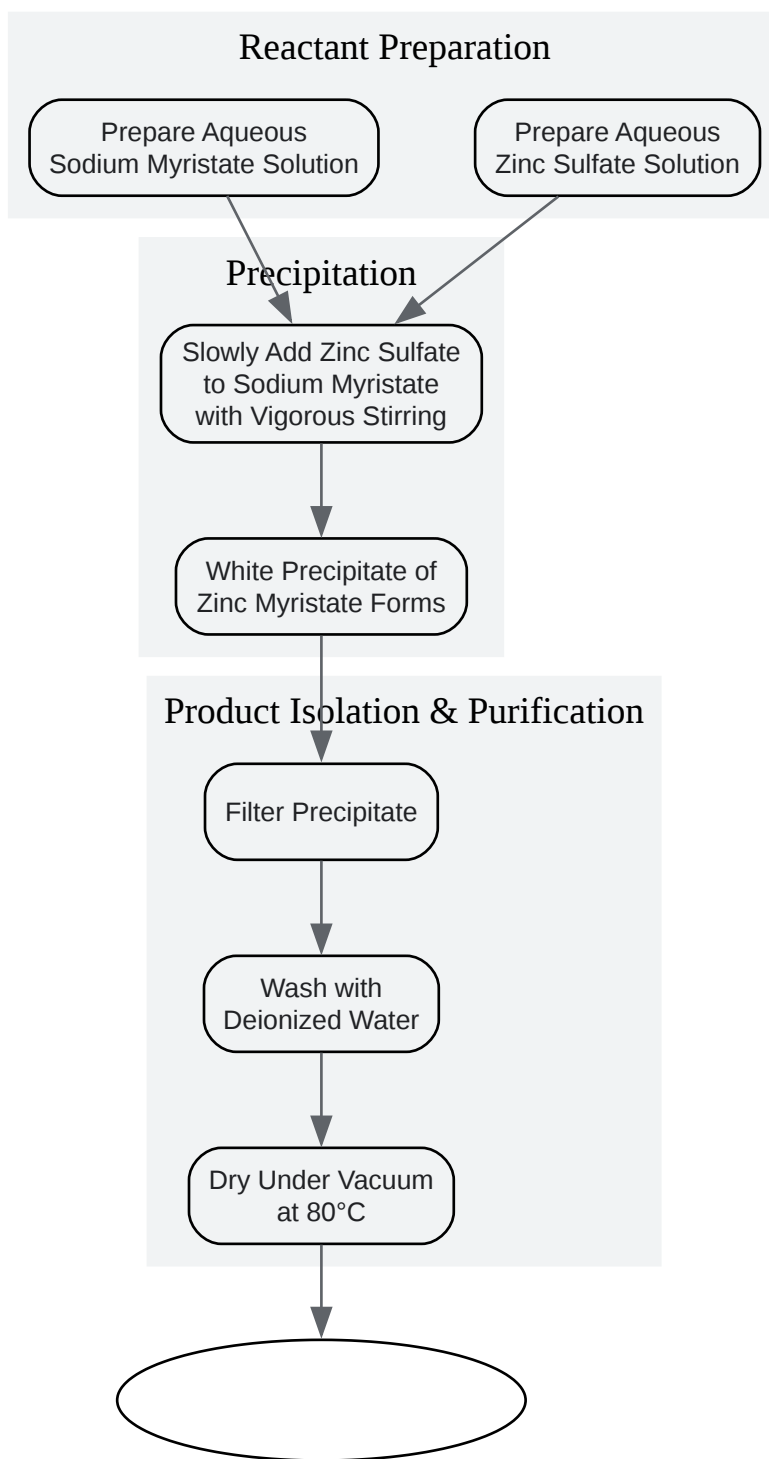 Reactant Preparation
Prepare Aqueous
Sodium Myristate Solution
Prepare Aqueous
Zinc Sulfate Solution
Precipitation
Slowly Add Zinc Sulfate
to Sodium Myristate
with Vigorous Stirring
White Precipitate of
Zinc Myristate Forms
Product Isolation & Purification
Filter Precipitate
Wash with
Deionized Water
Dry Under Vacuum
at 80°C